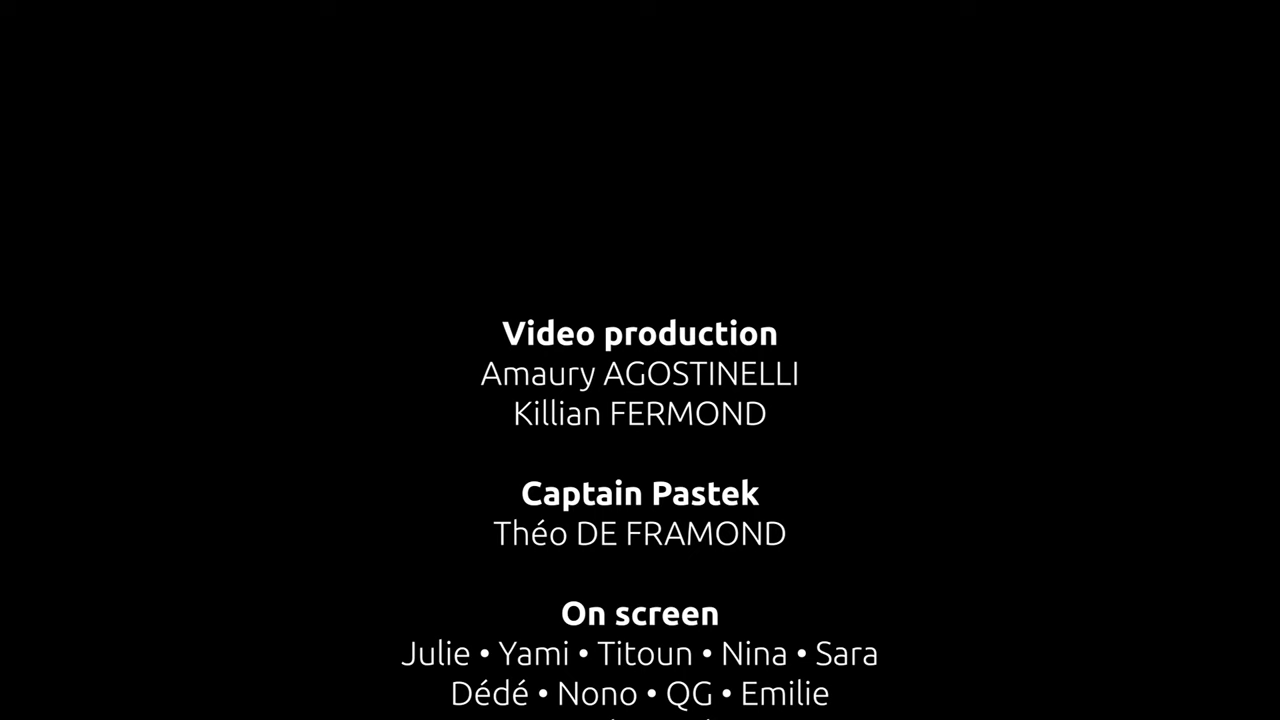 Video production
Amaury AGOSTINELLI
Killian FERMOND
Captain Pastek
Théo DE FRAMOND
On screen
Julie • Yami • Titoun • Nina • Sara
Dédé • Nono • QG • Emilie